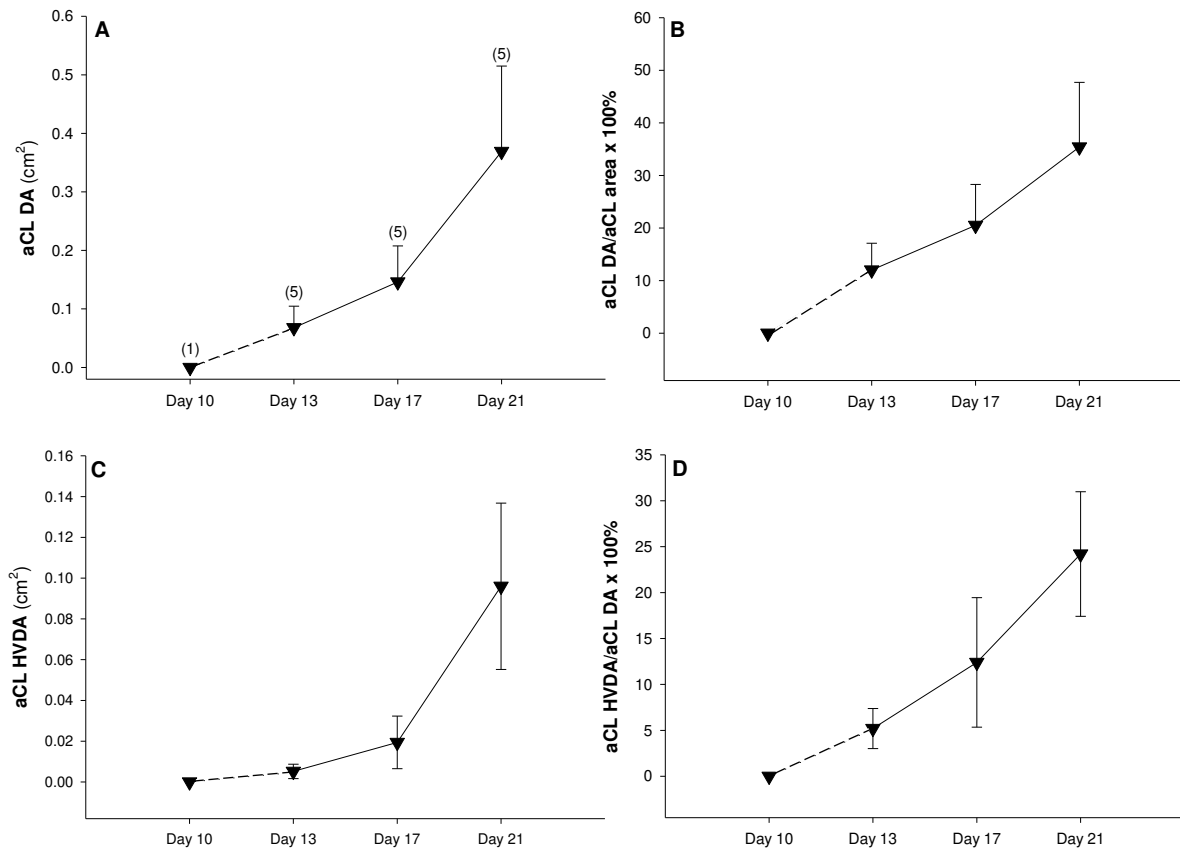 A
aCL DA (cm²)
0.6
0.5
0.4
0.3
0.2
0.1
0.0
(1)
(5)
(5)
(5)
Day 10 Day 13 Day 17 Day 21
B
aCL DA/aCL area x 100%
60
50
40
30
20
10
0
Day 10 Day 13 Day 17 Day 21
C
aCL HVDA (cm²)
0.16
0.14
0.12
0.10
0.08
0.06
0.04
0.02
0.00
Day 10 Day 13 Day 17 Day 21
D
aCL HVDA/aCL DA x 100%
35
30
25
20
15
10
5
0
Day 10 Day 13 Day 17 Day 21